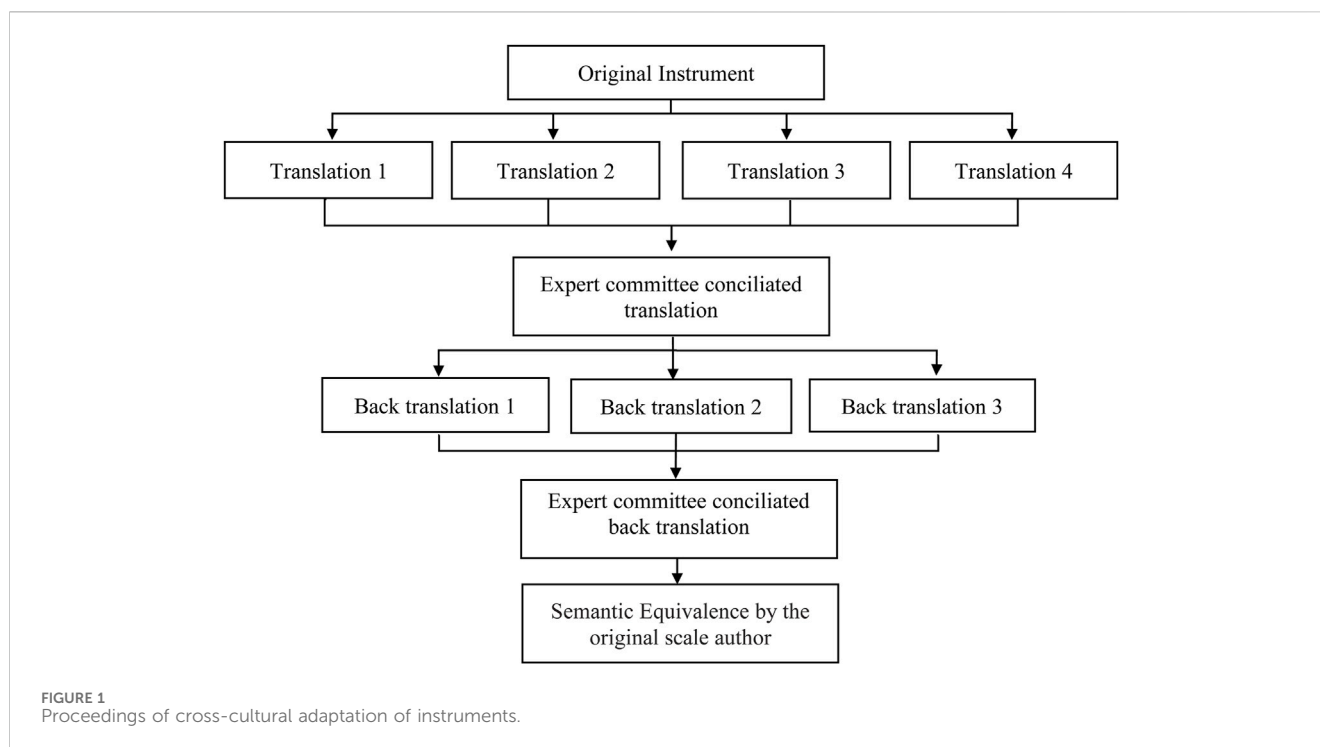 Original Instrument
Translation 1
Translation 2
Translation 3
Translation 4
Expert committee conciliated
translation
Back translation 1
Back translation 2
Back translation 3
Expert committee conciliated
back translation
Semantic Equivalence by the
original scale author
FIGURE 1
Proceedings of cross-cultural adaptation of instruments.